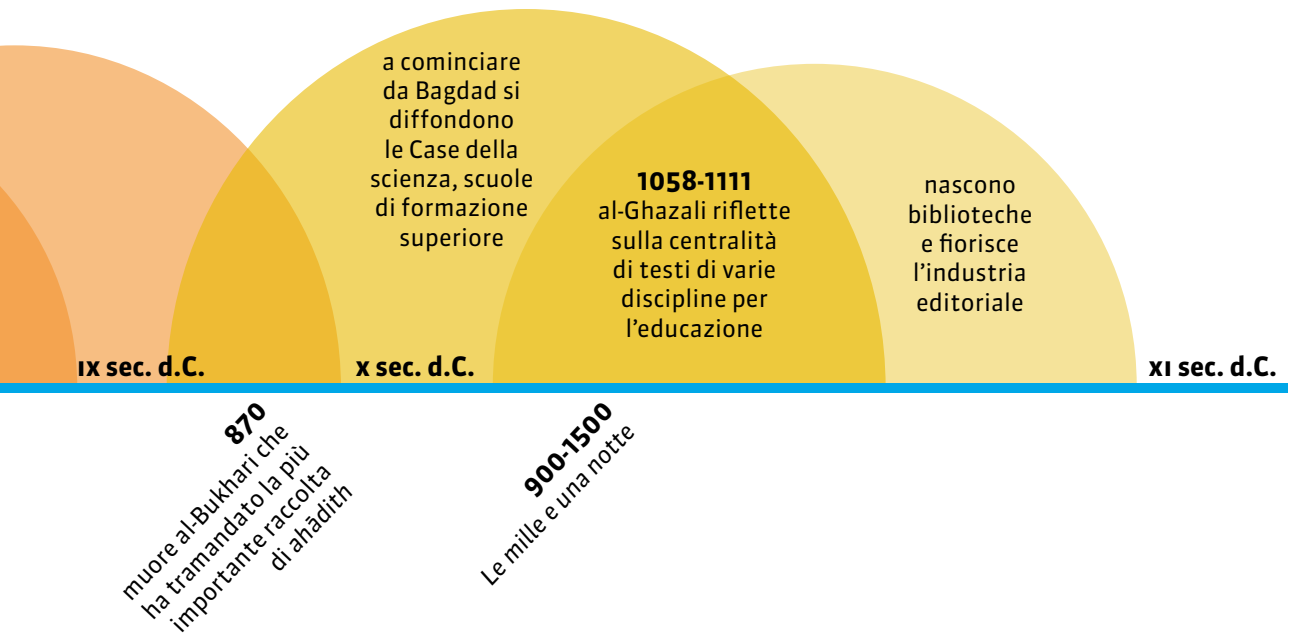 a cominciare
da Bagdad si
diffondono
le Case della
scienza, scuole
di formazione
superiore
1058-1111
al-Ghazali riflette
sulla centralità
di testi di varie
discipline per
l’educazione
nascono
biblioteche
e fiorisce
l’industria
editoriale
IX sec. d.C.
X sec. d.C.
XI sec. d.C.
870
muore al-Bukhari che
ha tramandato la più
importante raccolta
di ahādith
900-1500
Le mille e una notte